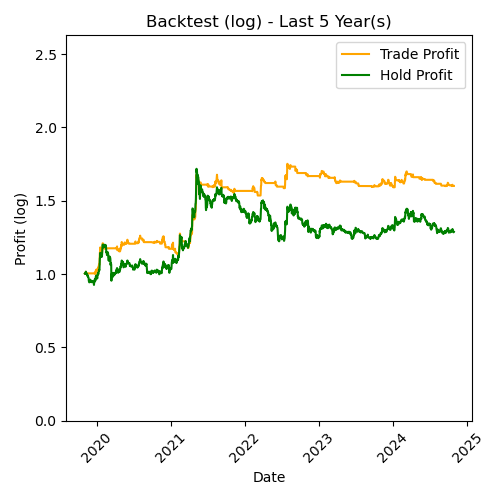 Backtest (log) - Last 5 Year(s)
Trade Profit
Hold Profit
Profit (log)
2.5
2.0
1.5
1.0
0.5
0.0
2020
2021
2022
2023
2024
2025
Date